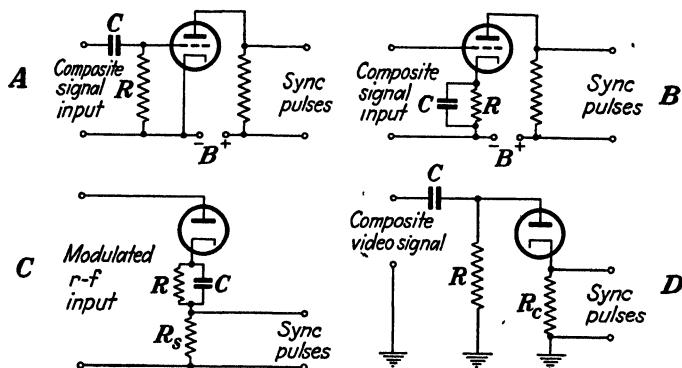 A
C
Composite
signal
input
R
Sync
pulses
- B +
Composite
signal
input
C
R
Sync
pulses
- B +
B
C
Modulated
r-f
input
R
C
Rs
Sync
pulses
C
Composite
video signal
R
Rc
Sync
pulses
D